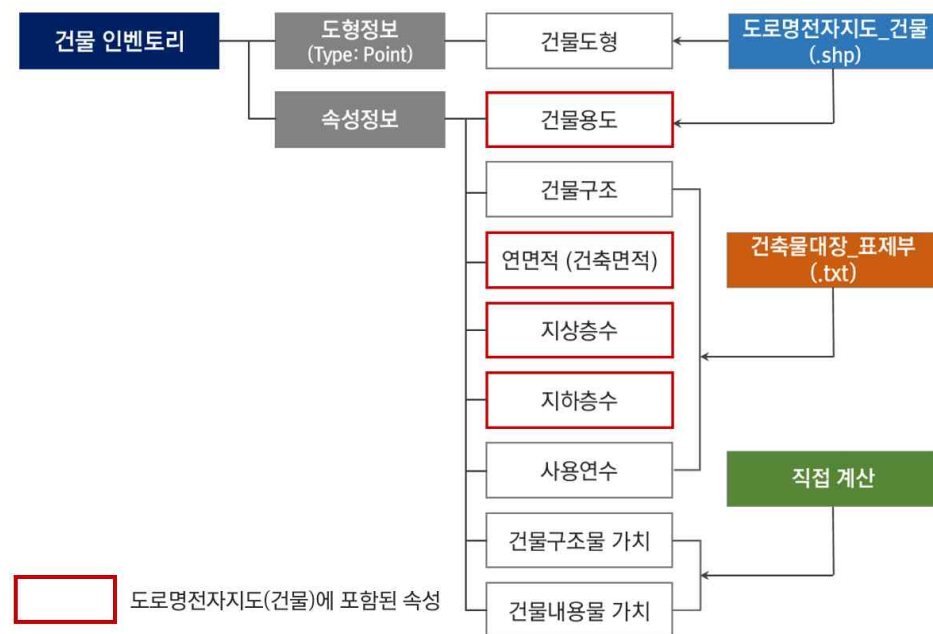 건물 인벤토리
도형정보
(Type: Point)
건물도형
도로명전자지도_건물
(.shp)
속성정보
건물용도
건물구조
연면적 (건축면적)
건축물대장_표제부
(.txt)
지상층수
지하층수
사용연수
직접 계산
건물구조물 가치
건물내용물 가치
도로명전자지도(건물)에 포함된 속성